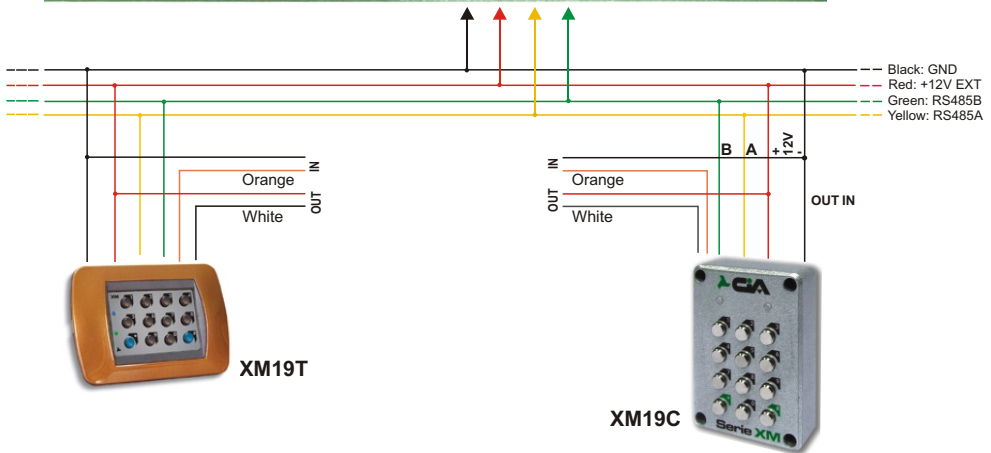 Black: GND
Red: +12V EXT
Green: RS485B
Yellow: RS485A
B A + 12V -
IN
Orange
OUT
White
IN
Orange
OUT
White
OUT IN
XM19T
CIA
XM19C
Serie XM